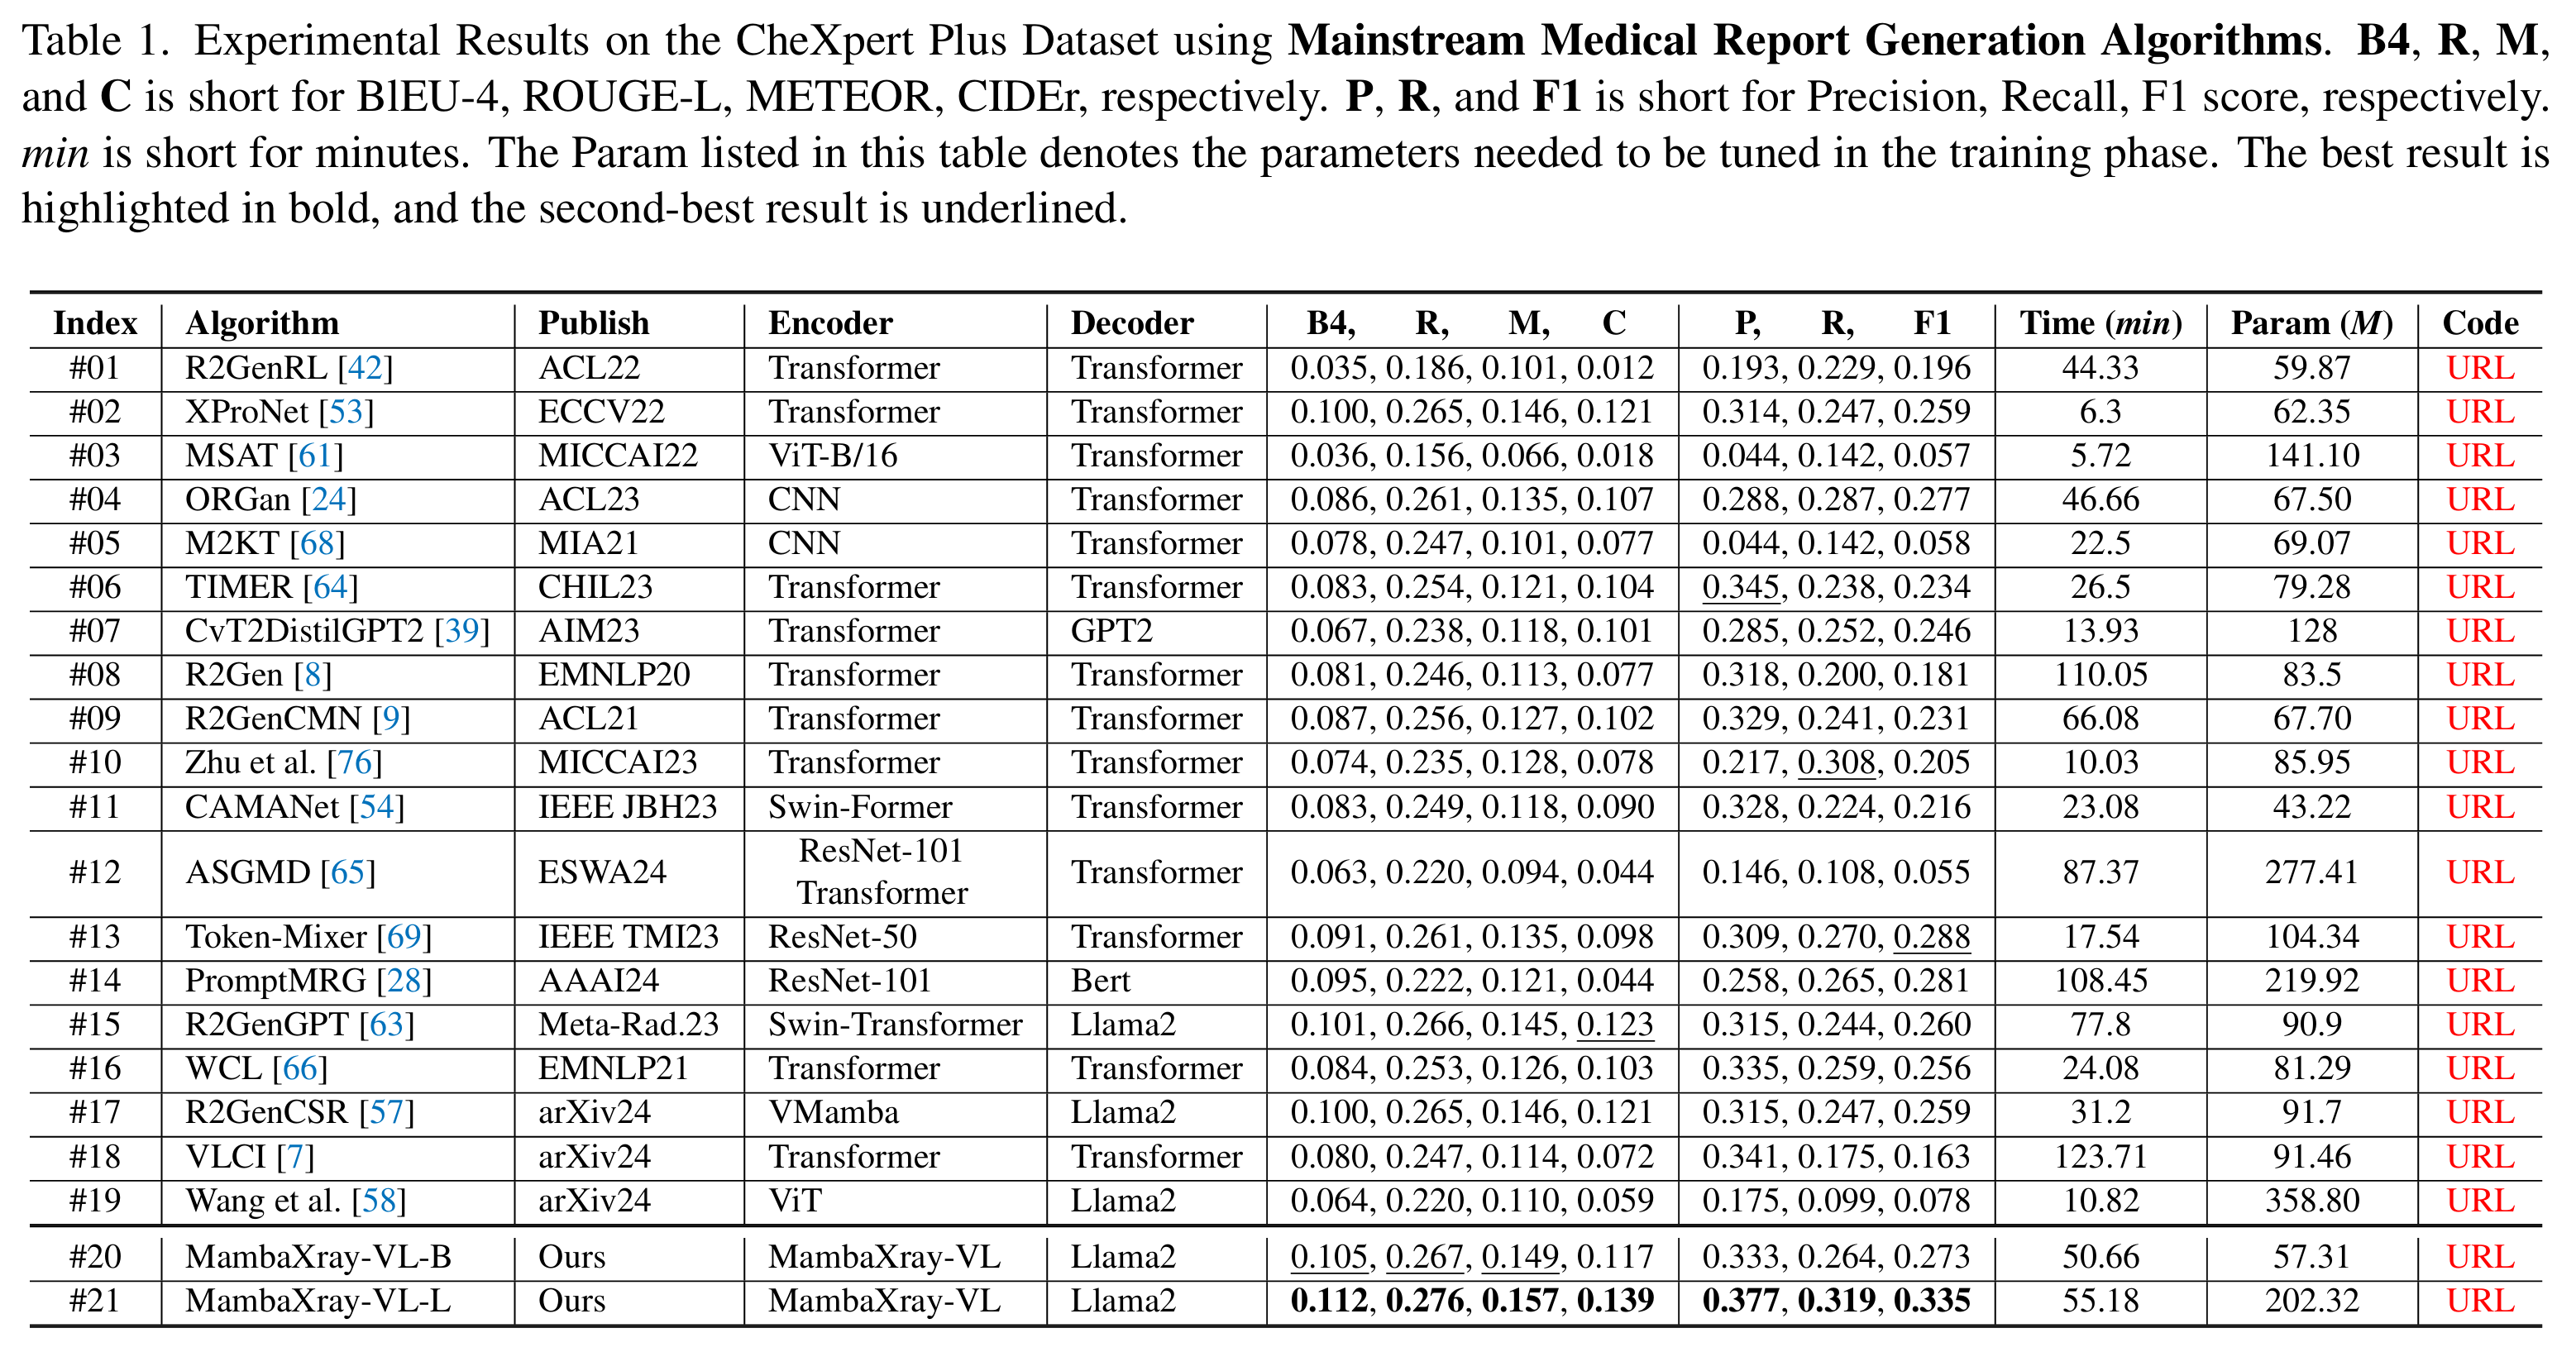 Table 1. Experimental Results on the CheXpert Plus Dataset using Mainstream Medical Report Generation Algorithms. B4, R, M,
and C is short for BlEU-4, ROUGE-L, METEOR, CIDEr, respectively. P, R, and F1 is short for Precision, Recall, F1 score, respectively.
min is short for minutes. The Param listed in this table denotes the parameters needed to be tuned in the training phase. The best result is
highlighted in bold, and the second-best result is underlined.
Index Algorithm Publish Encoder Decoder B4, R, M, C P, R, F1 Time (min) Param (M) Code
#01 R2GenRL [42] ACL22 Transformer Transformer 0.035, 0.186, 0.101, 0.012 0.193, 0.229, 0.196 44.33 59.87 URL
#02 XProNet [53] ECCV22 Transformer Transformer 0.100, 0.265, 0.146, 0.121 0.314, 0.247, 0.259 6.3 62.35 URL
#03 MSAT [61] MICCAI22 ViT-B/16 Transformer 0.036, 0.156, 0.066, 0.018 0.044, 0.142, 0.057 5.72 141.10 URL
#04 ORGan [24] ACL23 CNN Transformer 0.086, 0.261, 0.135, 0.107 0.288, 0.287, 0.277 46.66 67.50 URL
#05 M2KT [68] MIA21 CNN Transformer 0.078, 0.247, 0.101, 0.077 0.044, 0.142, 0.058 22.5 69.07 URL
#06 TIMER [64] CHIL23 Transformer Transformer 0.083, 0.254, 0.121, 0.104 0.345, 0.238, 0.234 26.5 79.28 URL
#07 CvT2DistilGPT2 [39] AIM23 Transformer GPT2 0.067, 0.238, 0.118, 0.101 0.285, 0.252, 0.246 13.93 128 URL
#08 R2Gen [8] EMNLP20 Transformer Transformer 0.081, 0.246, 0.113, 0.077 0.318, 0.200, 0.181 110.05 83.5 URL
#09 R2GenCMN [9] ACL21 Transformer Transformer 0.087, 0.256, 0.127, 0.102 0.329, 0.241, 0.231 66.08 67.70 URL
#10 Zhu et al. [76] MICCAI23 Transformer Transformer 0.074, 0.235, 0.128, 0.078 0.217, 0.308, 0.205 10.03 85.95 URL
#11 CAMANet [54] IEEE JBH23 Swin-Former Transformer 0.083, 0.249, 0.118, 0.090 0.328, 0.224, 0.216 23.08 43.22 URL
#12 ASGMD [65] ESWA24 ResNet-101 Transformer Transformer 0.063, 0.220, 0.094, 0.044 0.146, 0.108, 0.055 87.37 277.41 URL
#13 Token-Mixer [69] IEEE TMI23 ResNet-50 Transformer 0.091, 0.261, 0.135, 0.098 0.309, 0.270, 0.288 17.54 104.34 URL
#14 PromptMRG [28] AAAI24 ResNet-101 Bert 0.095, 0.222, 0.121, 0.044 0.258, 0.265, 0.281 108.45 219.92 URL
#15 R2GenGPT [63] Meta-Rad.23 Swin-Transformer Llama2 0.101, 0.266, 0.145, 0.123 0.315, 0.244, 0.260 77.8 90.9 URL
#16 WCL [66] EMNLP21 Transformer Transformer 0.084, 0.253, 0.126, 0.103 0.335, 0.259, 0.256 24.08 81.29 URL
#17 R2GenCSR [57] arXiv24 VMamba Llama2 0.100, 0.265, 0.146, 0.121 0.315, 0.247, 0.259 31.2 91.7 URL
#18 VLCI [7] arXiv24 Transformer Transformer 0.080, 0.247, 0.114, 0.072 0.341, 0.175, 0.163 123.71 91.46 URL
#19 Wang et al. [58] arXiv24 ViT Llama2 0.064, 0.220, 0.110, 0.059 0.175, 0.099, 0.078 10.82 358.80 URL
#20 MambaXray-VL-B Ours MambaXray-VL Llama2 0.105, 0.267, 0.149, 0.117 0.333, 0.264, 0.273 50.66 57.31 URL
#21 MambaXray-VL-L Ours MambaXray-VL Llama2 0.112, 0.276, 0.157, 0.139 0.377, 0.319, 0.335 55.18 202.32 URL